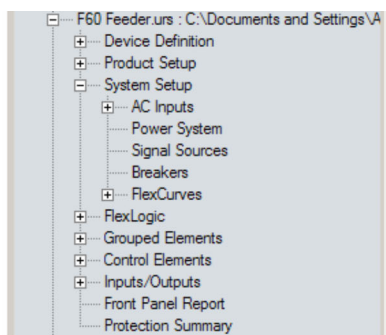 F60 Feeder.urs : C:\Documents and Settings\A
Device Definition
Product Setup
System Setup
AC Inputs
Power System
Signal Sources
Breakers
FlexCurves
FlexLogic
Grouped Elements
Control Elements
Inputs/Outputs
Front Panel Report
Protection Summary